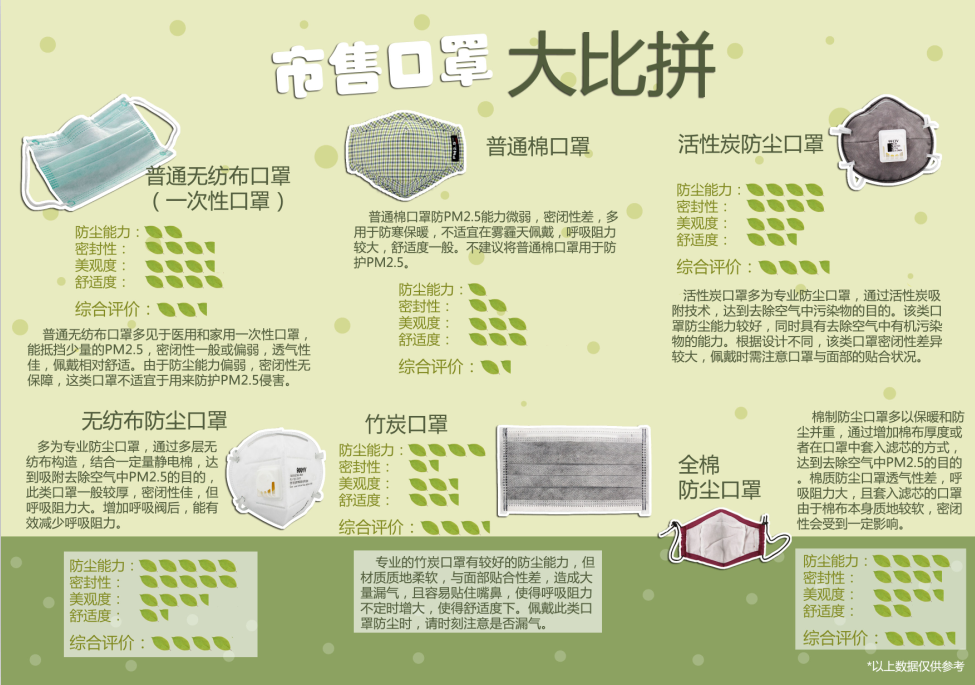 市售口罩 大比拼
普通无纺布口罩
（一次性口罩）
防尘能力：
密封性：
美观度：
舒适度：
综合评价：
普通无纺布口罩多见于医用和家用一次性口罩，
能抵挡少量的PM2.5，密闭性一般或偏弱，透气性
佳，佩戴相对舒适。由于防尘能力偏弱，密闭性无
保障，这类口罩不适宜于用来防护PM2.5侵害。
普通棉口罩
普通棉口罩防PM2.5能力微弱，密闭性差，多
用于防寒保暖，不适宜在雾霾天佩戴，呼吸阻力
较大，舒适度一般。不建议将普通棉口罩用于防
护PM2.5。
防尘能力：
密封性：
美观度：
舒适度：
综合评价：
活性炭防尘口罩
防尘能力：
密封性：
美观度：
舒适度：
综合评价：
活性炭口罩多为专业防尘口罩，通过活性炭吸
附技术，达到去除空气中污染物的目的。该类口
罩防尘能力较好，同时具有去除空气中有机污染
物的能力。根据设计不同，该类口罩密闭性差异
较大，佩戴时需注意口罩与面部的贴合状况。
无纺布防尘口罩
多为专业防尘口罩，通过多层无
纺布构造，结合一定量静电棉，达
到吸附去除空气中PM2.5的目的，
此类口罩一般较厚，密闭性佳，但
呼吸阻力大。增加呼吸阀后，能有
效减少呼吸阻力。
防尘能力：
密封性：
美观度：
舒适度：
综合评价：
竹炭口罩
防尘能力：
密封性：
美观度：
舒适度：
综合评价：
专业的竹炭口罩有较好的防尘能力，但
材质质地柔软，与面部贴合性差，造成大
量漏气，且容易贴住嘴鼻，使得呼吸阻力
不定时增大，使得舒适度下。佩戴此类口
罩防尘时，请时刻注意是否漏气。
全棉
防尘口罩
棉制防尘口罩多以保暖和防
尘并重，通过增加棉布厚度或
者在口罩中套入滤芯的方式，
达到去除空气中PM2.5的目的
。棉质防尘口罩透气性差，呼
吸阻力大，且套入滤芯的口罩
由于棉布本身质地较软，密闭
性会受到一定影响。
防尘能力：
密封性：
美观度：
舒适度：
综合评价：
*以上数据仅供参考